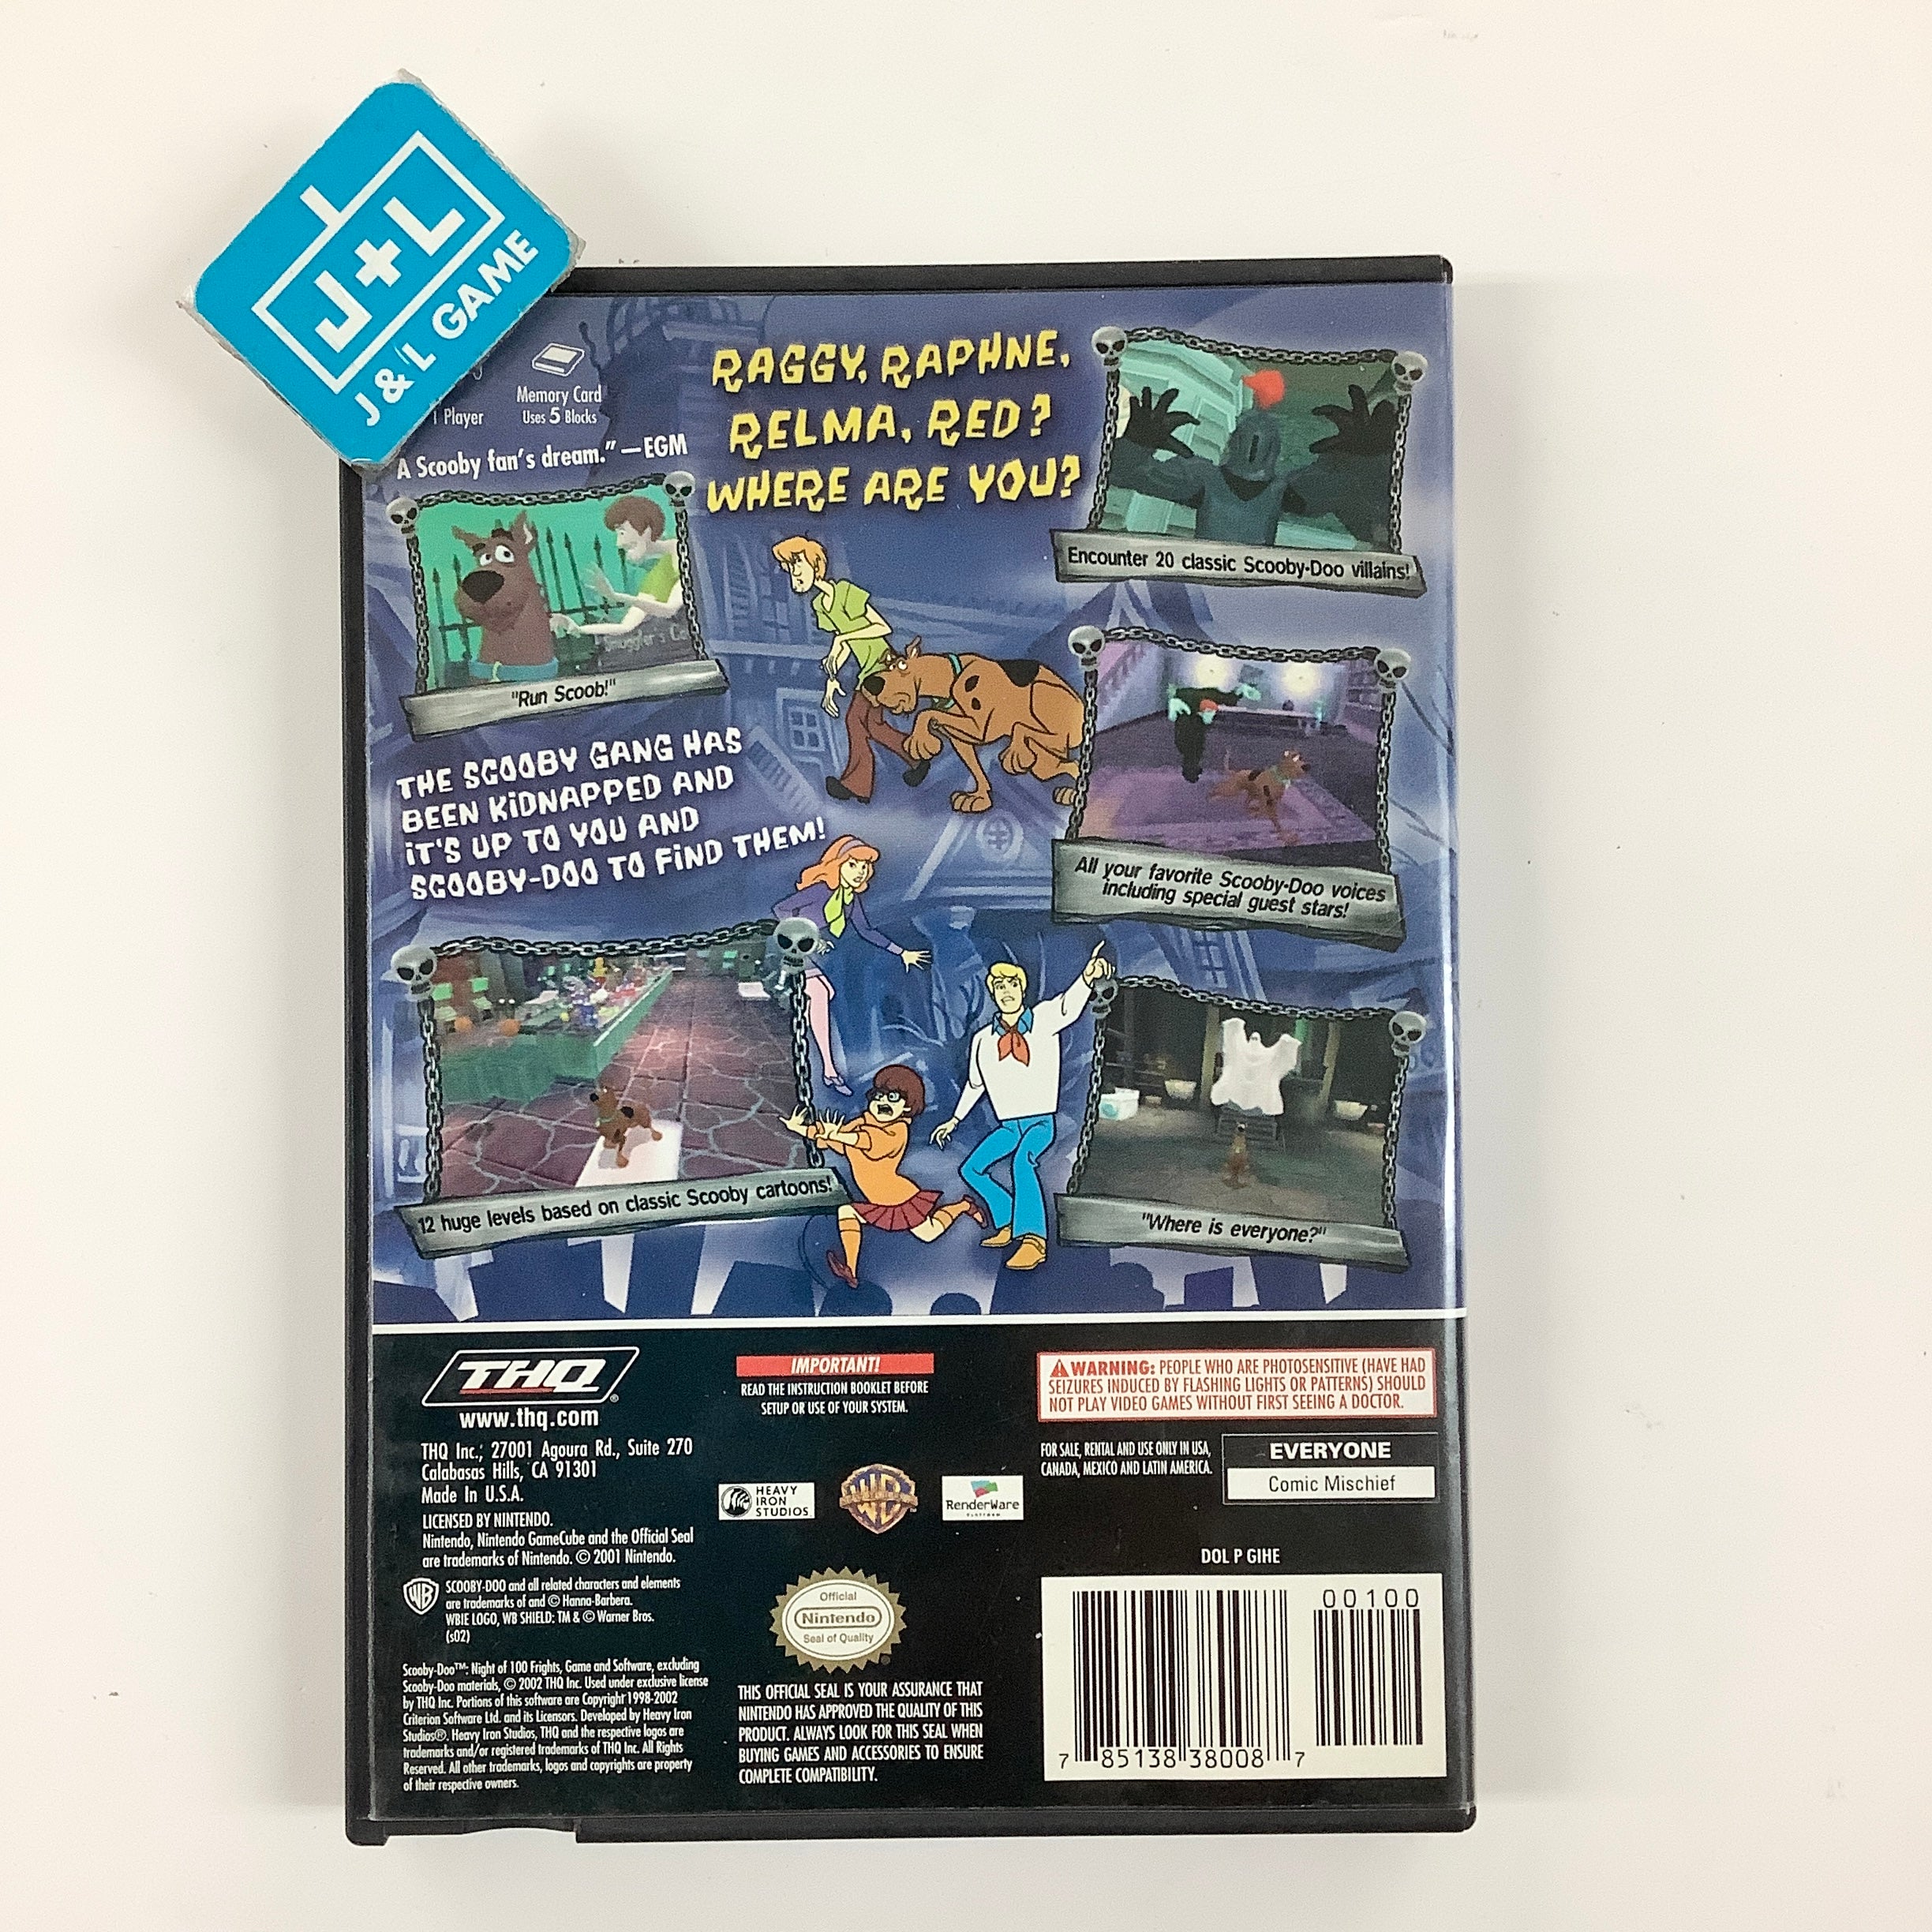 J+L
J & L GAME
1 Player
Memory Card
Uses 5 Blocks
A Scooby fan's dream."—EGM
RAGGY, RAPHNE,
RELMA, RED?
WHERE ARE YOU?
Encounter 20 classic Scooby-Doo villains!
"Run Scoob!"
THE SCOOBY GANG HAS
BEEN KiDNAPPED AND
iT'S UP TO YOU AND
SCOOBY-DOO TO FiND THEM!
All your favorite Scooby-Doo voices
including special guest stars!
12 huge levels based on classic Scooby cartoons!
"Where is everyone?"
THQ®
www.thq.com
THQ Inc., 27001 Agoura Rd., Suite 270
Calabasas Hills, CA 91301
Made In U.S.A.
LICENSED BY NINTENDO.
Nintendo, Nintendo GameCube and the Official Seal
are trademarks of Nintendo. © 2001 Nintendo.
WB
SCOOBY-DOO and all related characters and elements
are trademarks of and © Hanna-Barbera.
WBIE LOGO, WB SHIELD: TM & © Warner Bros.
(s02)
Scooby-Doo™: Night of 100 Frights, Game and Software, excluding
Scooby-Doo materials, © 2002 THQ Inc. Used under exclusive license
by THQ Inc. Portions of this software are Copyright 1998-2002
Criterion Software Ltd. and its Licensors. Developed by Heavy Iron
Studios®. Heavy Iron Studios, THQ and the respective logos are
trademarks and/or registered trademarks of THQ Inc. All Rights
Reserved. All other trademarks, logos and copyrights are property
of their respective owners.
IMPORTANT!
READ THE INSTRUCTION BOOKLET BEFORE
SETUP OR USE OF YOUR SYSTEM.
HEAVY
IRON
STUDIOS
WB
RenderWare
PLATFORM
Official
Nintendo
Seal of Quality
THIS OFFICIAL SEAL IS YOUR ASSURANCE THAT
NINTENDO HAS APPROVED THE QUALITY OF THIS
PRODUCT. ALWAYS LOOK FOR THIS SEAL WHEN
BUYING GAMES AND ACCESSORIES TO ENSURE
COMPLETE COMPATIBILITY.
WARNING: PEOPLE WHO ARE PHOTOSENSITIVE (HAVE HAD
SEIZURES INDUCED BY FLASHING LIGHTS OR PATTERNS) SHOULD
NOT PLAY VIDEO GAMES WITHOUT FIRST SEEING A DOCTOR.
FOR SALE, RENTAL AND USE ONLY IN USA,
CANADA, MEXICO AND LATIN AMERICA.
EVERYONE
Comic Mischief
DOL P GIHE
00100
7 85138 38008 7